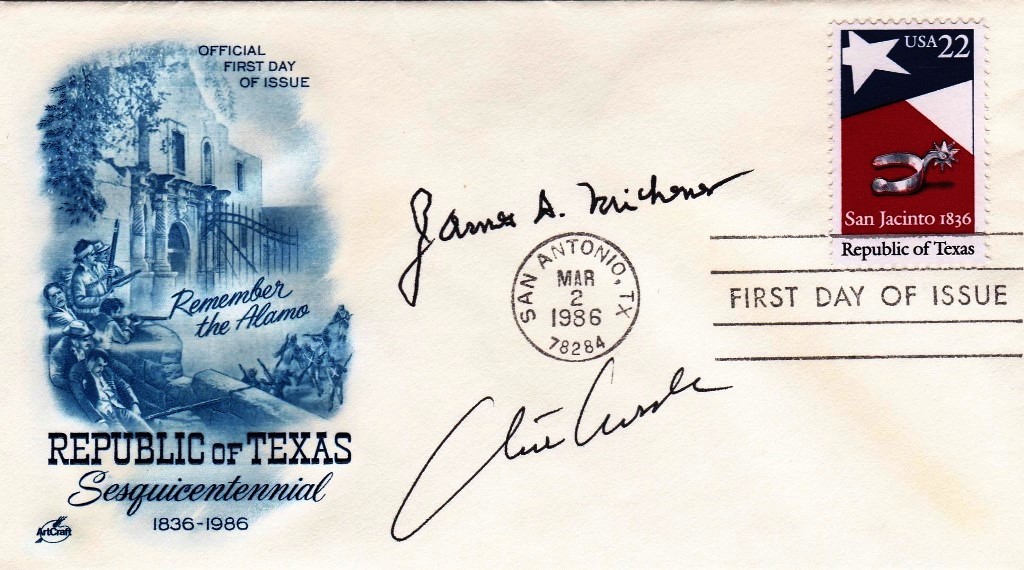 OFFICIAL
FIRST DAY
OF ISSUE
Remember
the Alamo
REPUBLIC OF TEXAS
Sesquicentennial
1836-1986
ArtCraft
James A. Michener
SAN ANTONIO, TX
MAR
2
1986
78284
USA 22
San Jacinto 1836
Republic of Texas
FIRST DAY OF ISSUE